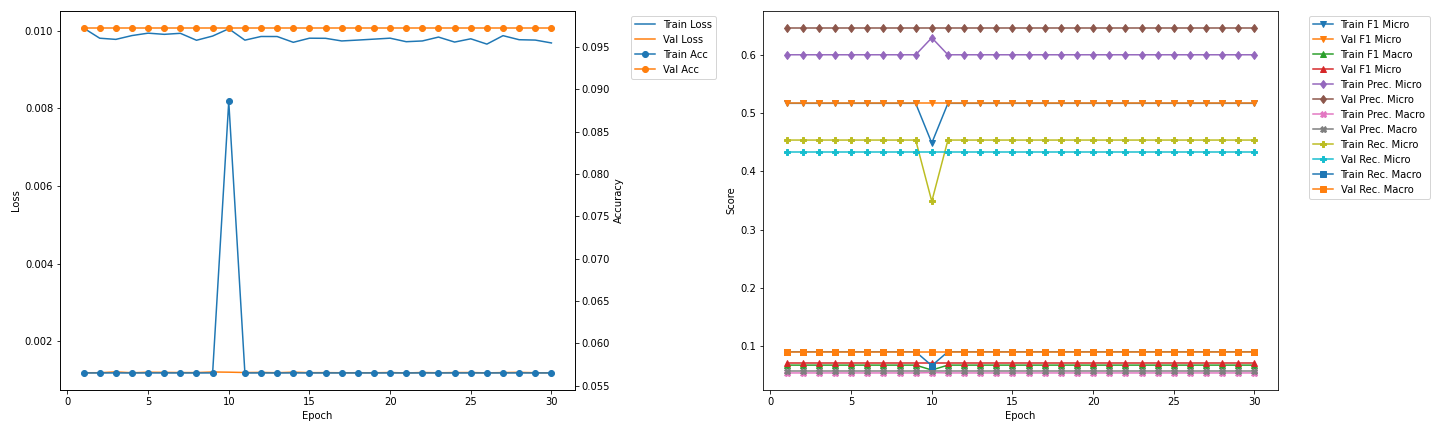 0.010
0.008
0.006
0.004
0.002
Loss
0 5 10 15 20 25 30
Epoch
0.095
0.090
0.085
0.080
0.075
0.070
0.065
0.060
0.055
Accuracy
Train Loss
Val Loss
Train Acc
Val Acc
0.6
0.5
0.4
0.3
0.2
0.1
Score
0 5 10 15 20 25 30
Epoch
Train F1 Micro
Val F1 Micro
Train F1 Macro
Val F1 Micro
Train Prec. Micro
Val Prec. Micro
Train Prec. Macro
Val Prec. Macro
Train Rec. Micro
Val Rec. Micro
Train Rec. Macro
Val Rec. Macro